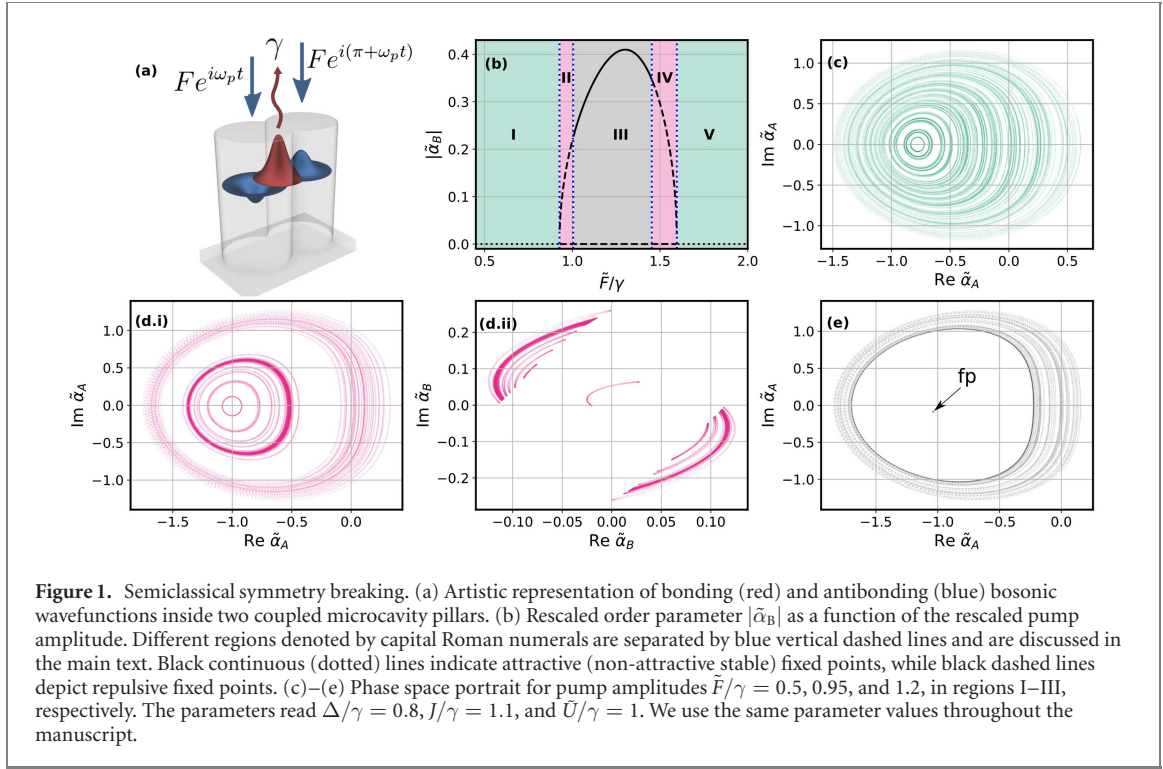 (a)
γ
Fe^{iω_p t}
Fe^{i(π+ω_p t)}
(b)
I
II
III
IV
V
|α̃_B|
0.4
0.3
0.2
0.1
0.0
0.5
1.0
1.5
2.0
F̃/γ
(c)
Im α̃_A
1.0
0.5
0.0
−0.5
−1.0
−1.5
−1.0
−0.5
0.0
0.5
Re α̃_A
(d.i)
Im α̃_A
1.0
0.5
0.0
−0.5
−1.0
−1.5
−1.0
−0.5
0.0
Re α̃_A
(d.ii)
Im α̃_B
0.2
0.1
0.0
−0.1
−0.2
−0.10
−0.05
0.00
0.05
0.10
Re α̃_B
(e)
fp
Im α̃_A
1.0
0.5
0.0
−0.5
−1.0
−1.5
−1.0
−0.5
0.0
Re α̃_A
Figure 1. Semiclassical symmetry breaking. (a) Artistic representation of bonding (red) and antibonding (blue) bosonic
wavefunctions inside two coupled microcavity pillars. (b) Rescaled order parameter |α̃_B| as a function of the rescaled pump
amplitude. Different regions denoted by capital Roman numerals are separated by blue vertical dashed lines and are discussed in
the main text. Black continuous (dotted) lines indicate attractive (non-attractive stable) fixed points, while black dashed lines
depict repulsive fixed points. (c)–(e) Phase space portrait for pump amplitudes F̃/γ = 0.5, 0.95, and 1.2, in regions I–III,
respectively. The parameters read Δ/γ = 0.8, J/γ = 1.1, and Ũ/γ = 1. We use the same parameter values throughout the
manuscript.